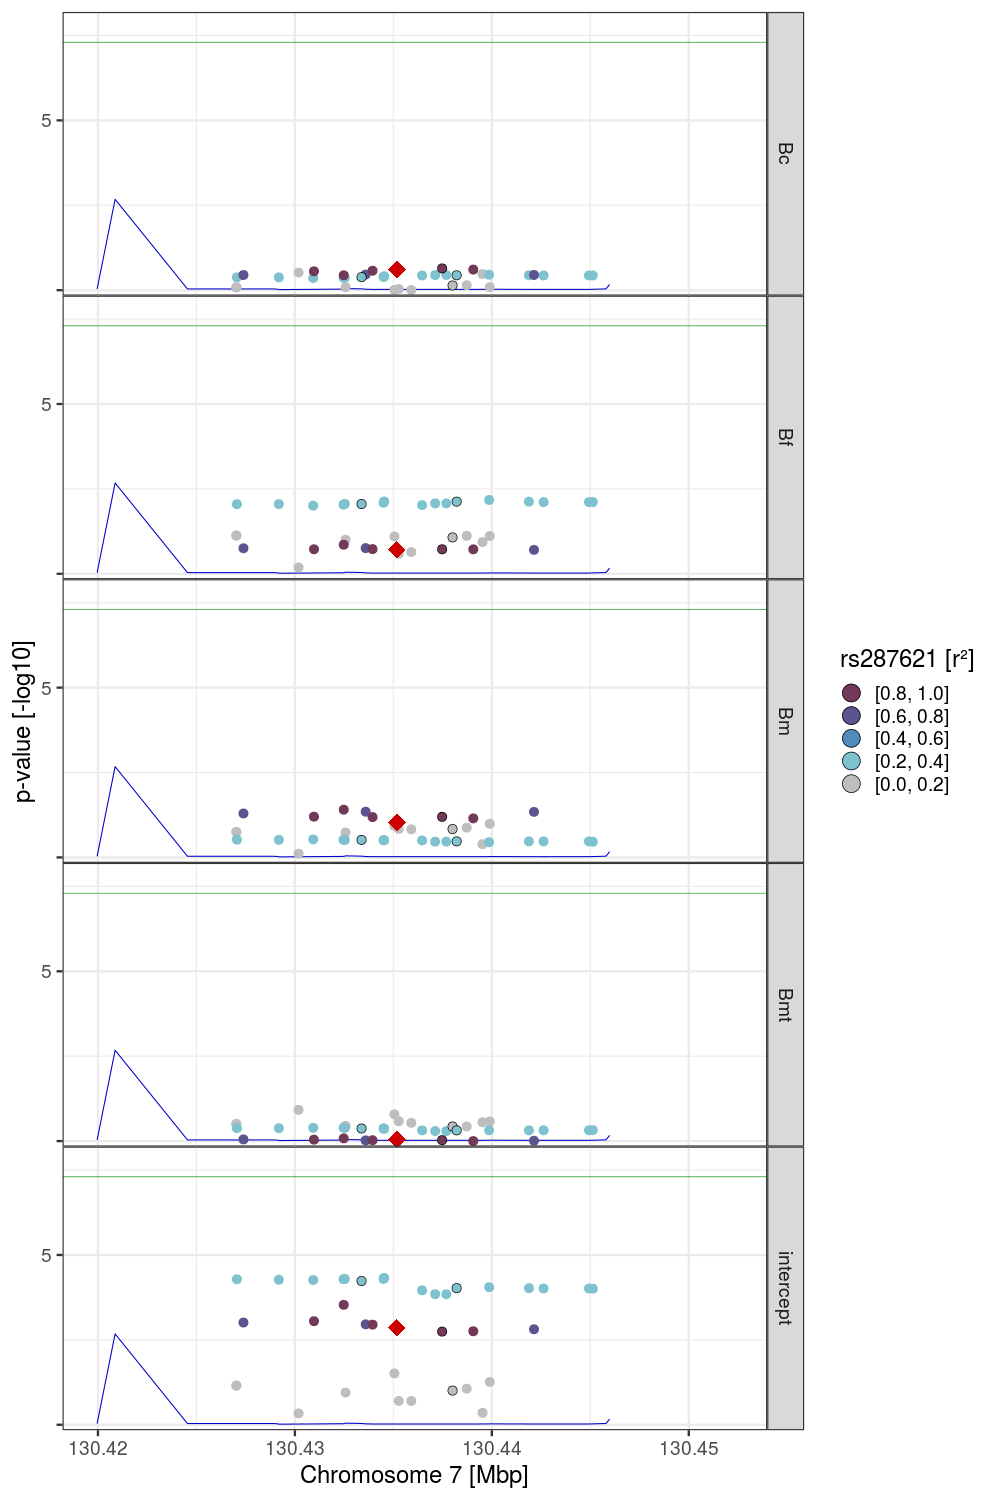 Bc
5
Bf
5
Bm
5
Bmt
5
intercept
5
p-value [-log10]
130.42 130.43 130.44 130.45
Chromosome 7 [Mbp]
rs287621 [r²]
[0.8, 1.0]
[0.6, 0.8]
[0.4, 0.6]
[0.2, 0.4]
[0.0, 0.2]